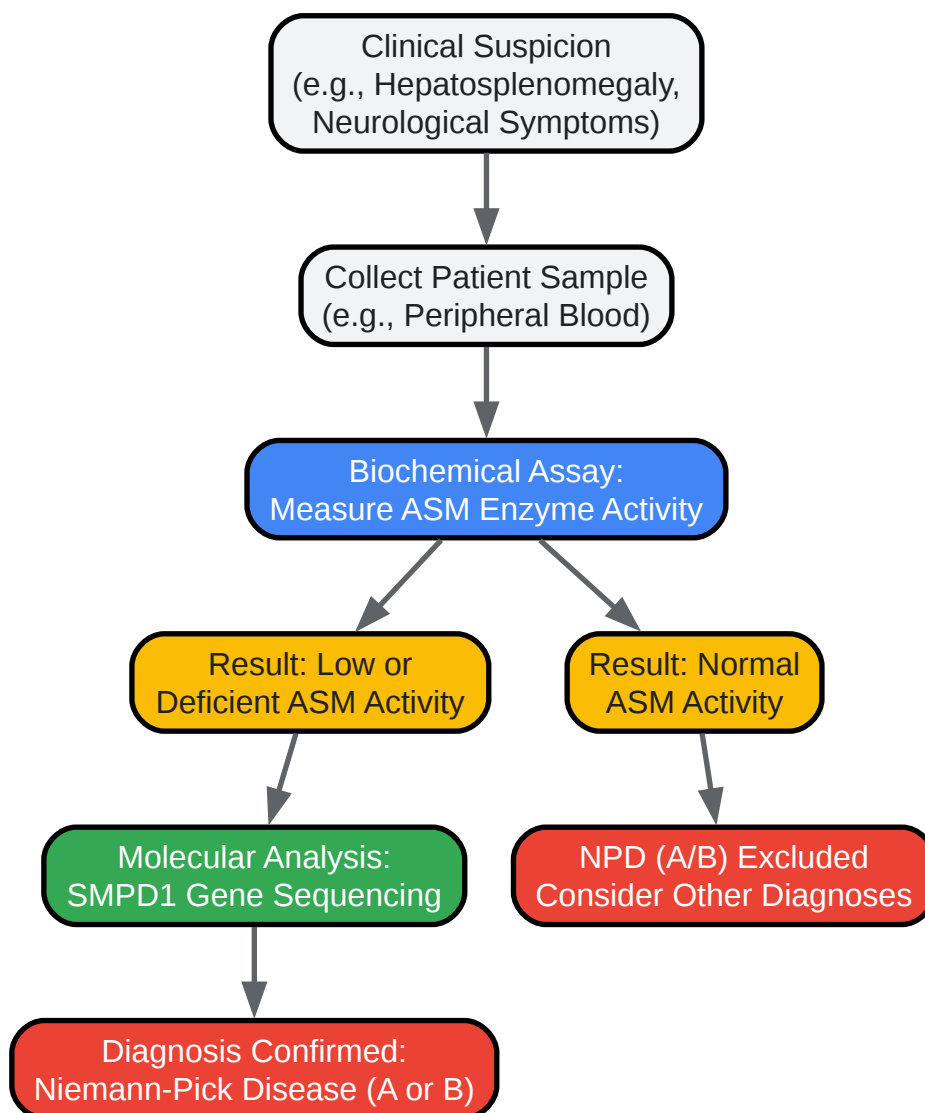 Clinical Suspicion
(e.g., Hepatosplenomegaly,
Neurological Symptoms)
Collect Patient Sample
(e.g., Peripheral Blood)
Biochemical Assay:
Measure ASM Enzyme Activity
Result: Low or
Deficient ASM Activity
Result: Normal
ASM Activity
Molecular Analysis:
SMPD1 Gene Sequencing
NPD (A/B) Excluded
Consider Other Diagnoses
Diagnosis Confirmed:
Niemann-Pick Disease (A or B)